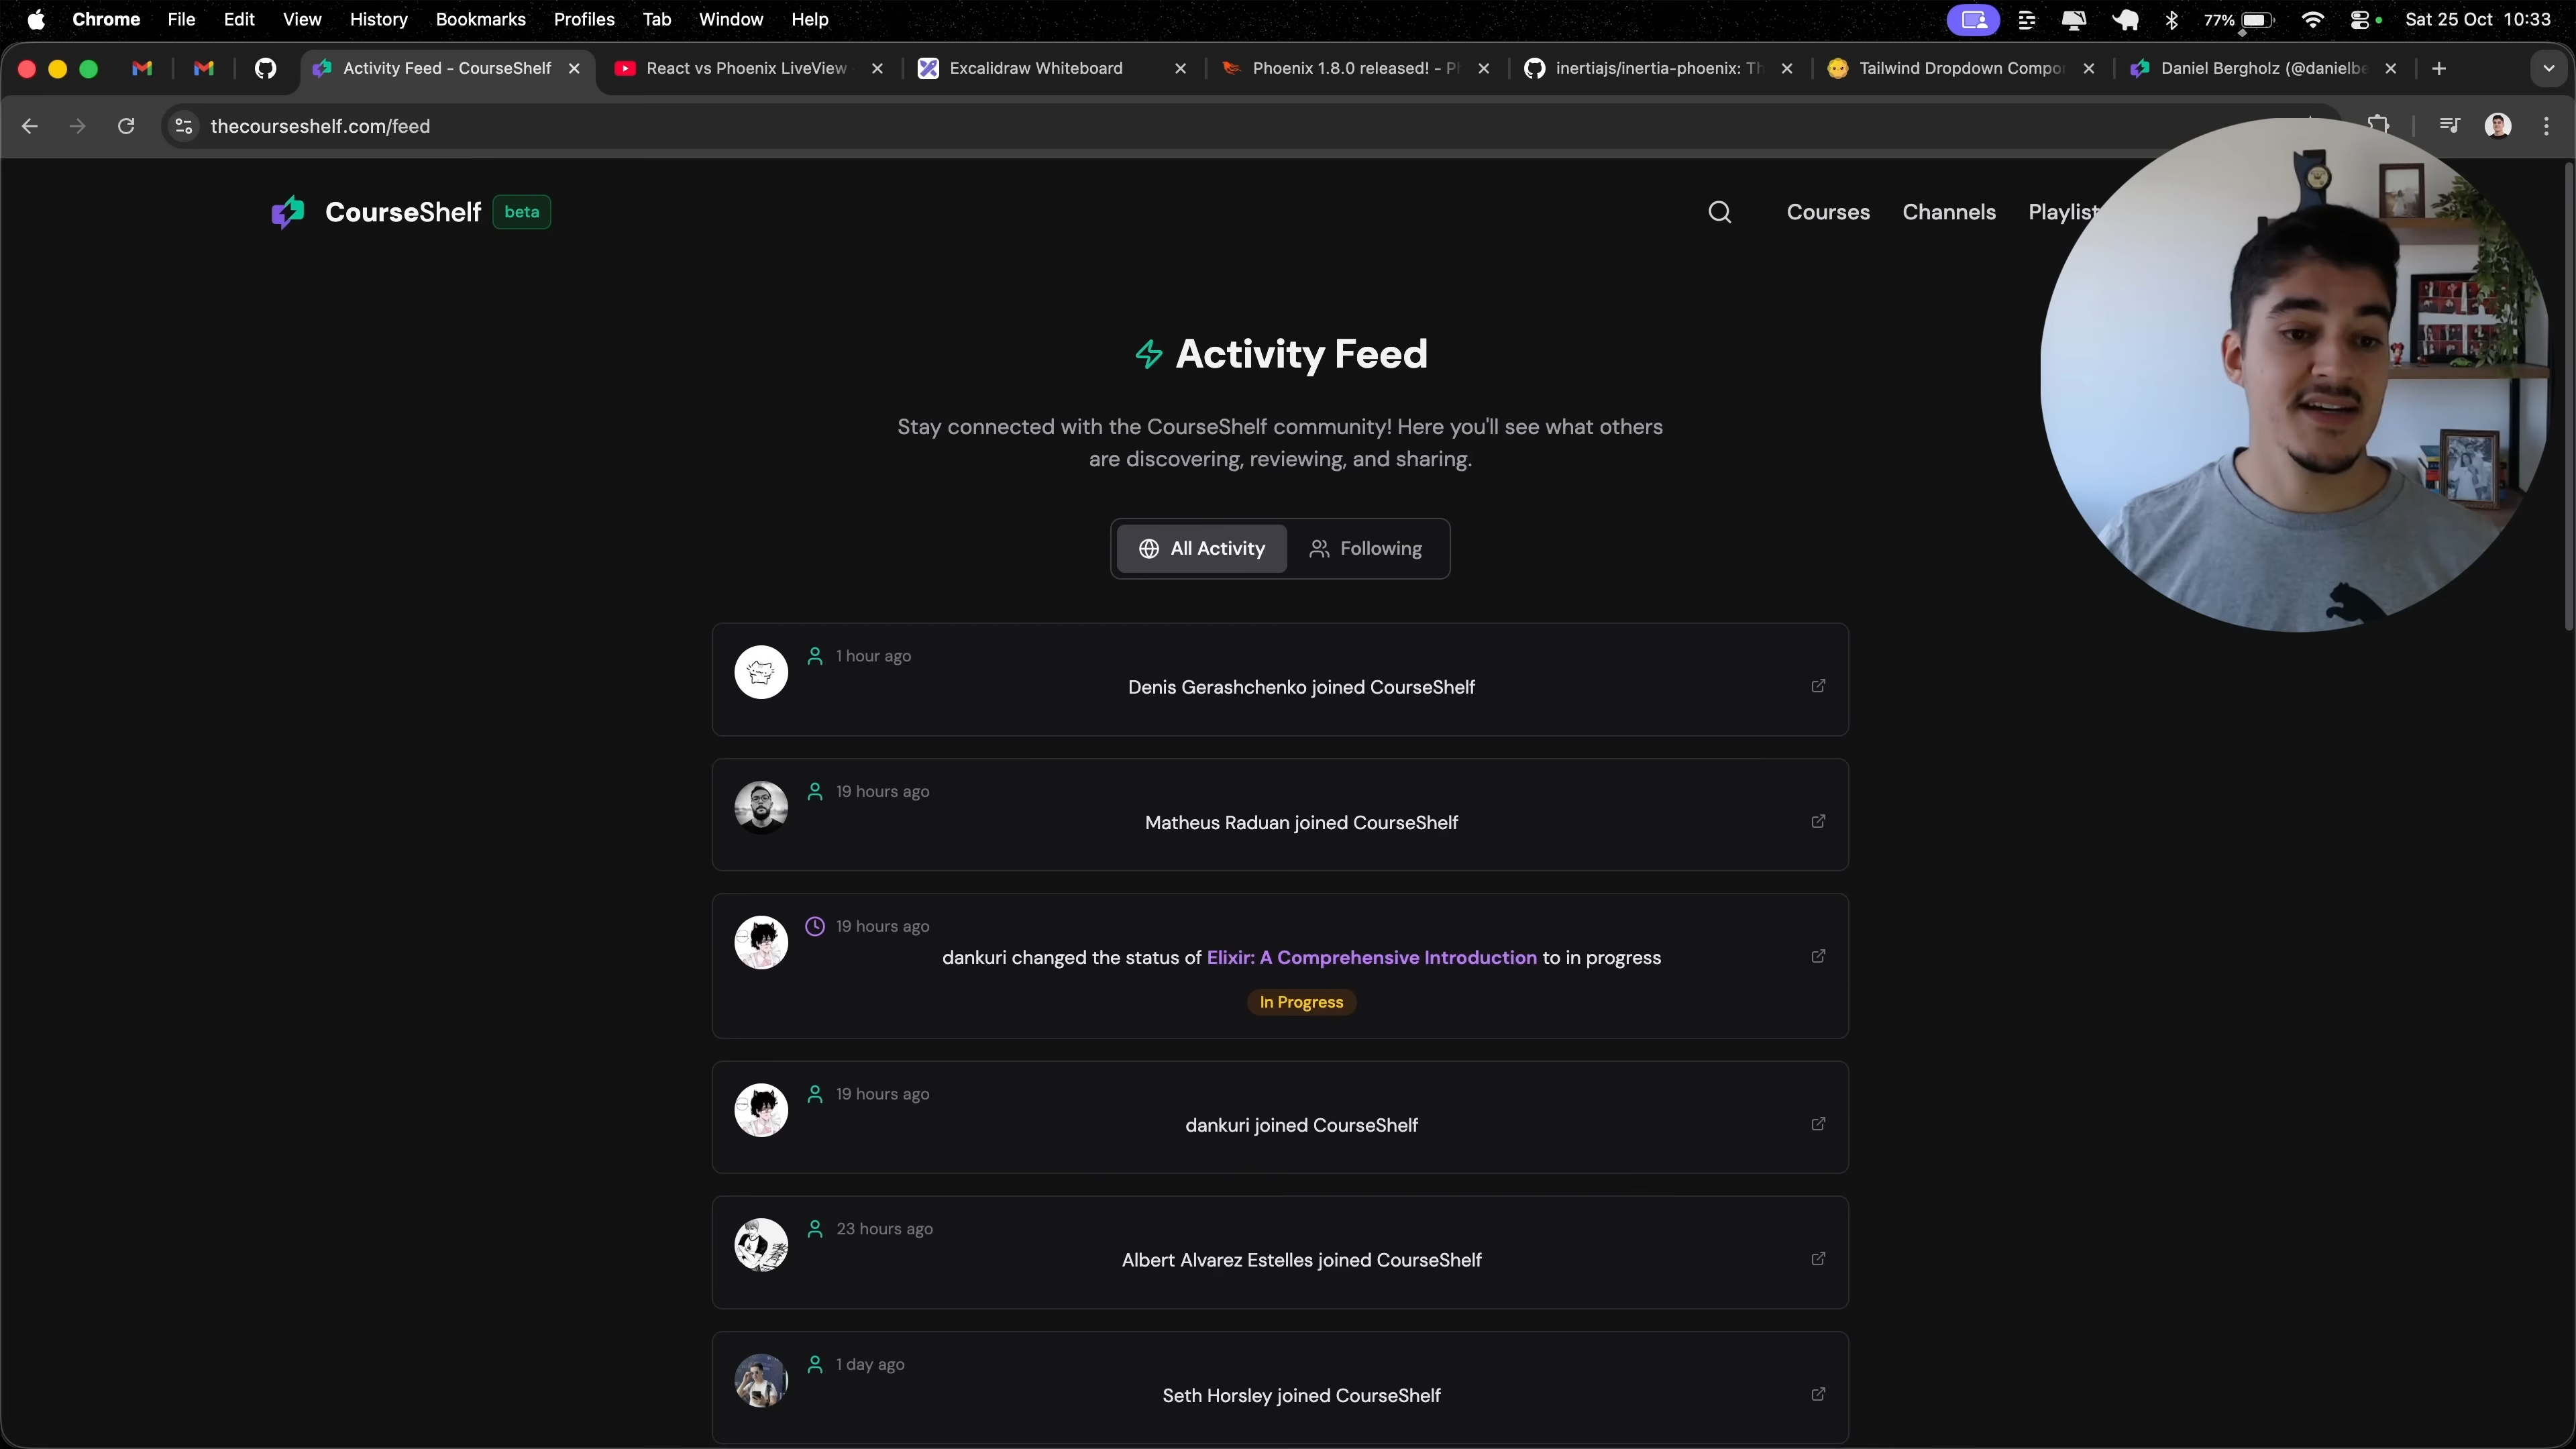 Chrome File Edit View History Bookmarks Profiles Tab Window Help 77% Sat 25 Oct 10:33
Activity Feed - CourseShelf React vs Phoenix LiveView Excalidraw Whiteboard Phoenix 1.8.0 released! - Ph inertiajs/inertia-phoenix: Th Tailwind Dropdown Compo Daniel Bergholz (@danielbe
thecourseshelf.com/feed
CourseShelf beta Courses Channels Playlist
Activity Feed
Stay connected with the CourseShelf community! Here you'll see what others
are discovering, reviewing, and sharing.
All Activity Following
1 hour ago
Denis Gerashchenko joined CourseShelf
19 hours ago
Matheus Raduan joined CourseShelf
19 hours ago
dankuri changed the status of Elixir: A Comprehensive Introduction to in progress
In Progress
19 hours ago
dankuri joined CourseShelf
23 hours ago
Albert Alvarez Estelles joined CourseShelf
1 day ago
Seth Horsley joined CourseShelf